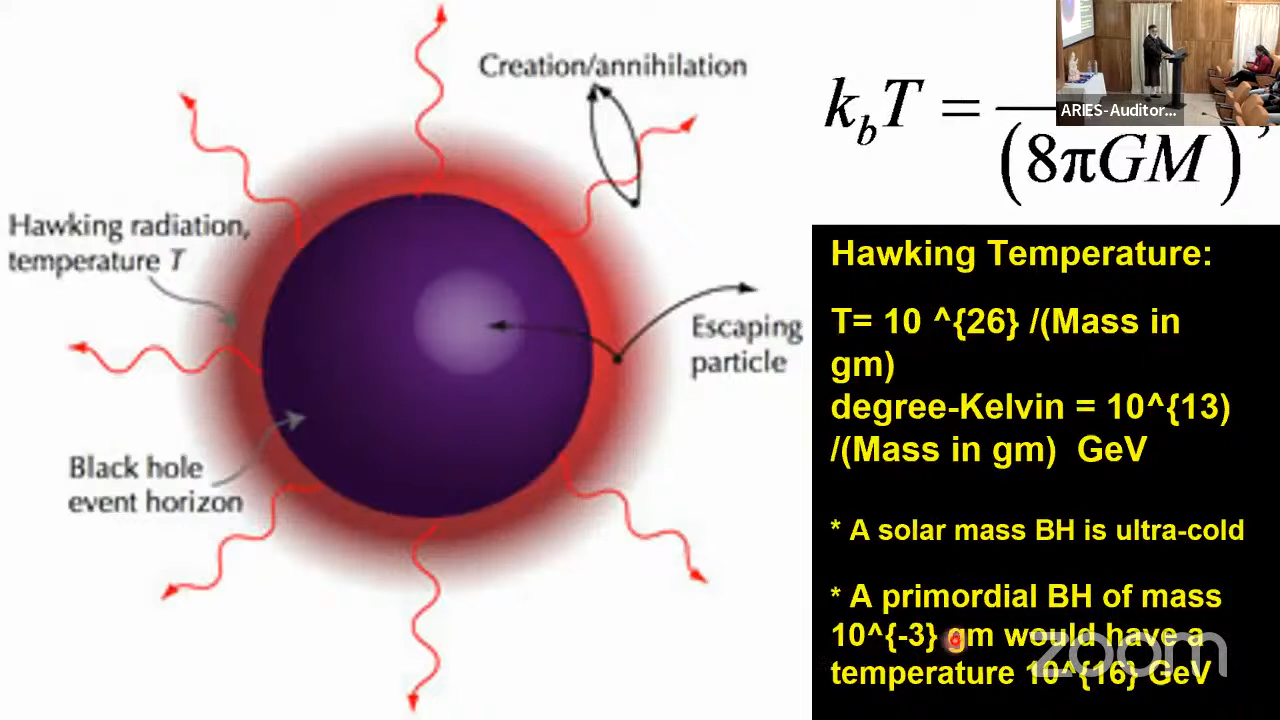 Creation/annihilation
k_bT = /(8πGM),
ARIES-Auditor...
Hawking radiation,
temperature T
Escaping
particle
Black hole
event horizon
Hawking Temperature:
T= 10 ^{26} /(Mass in
gm)
degree-Kelvin = 10^{13)
/(Mass in gm)  GeV
* A solar mass BH is ultra-cold
* A primordial BH of mass
10^{-3} gm would have a
temperature 10^{16} GeV
zoom